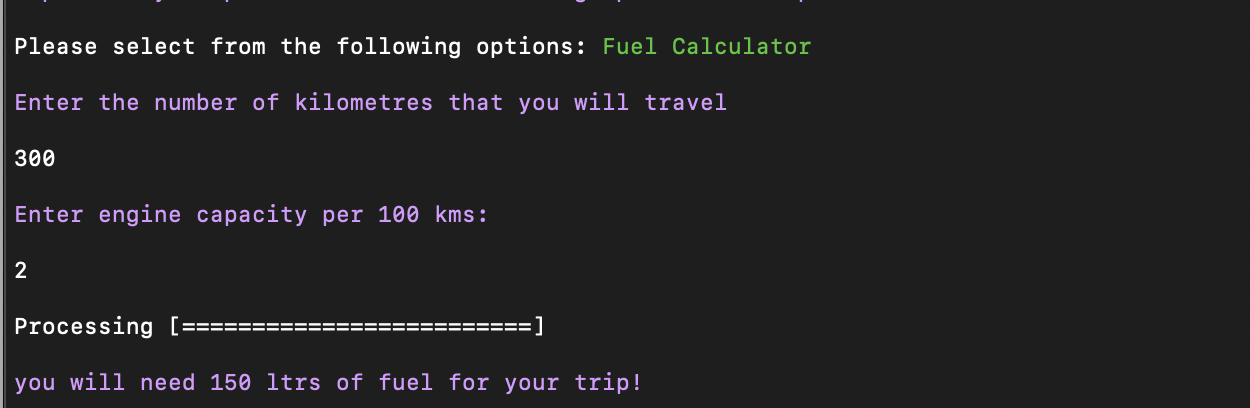 Please select from the following options: Fuel Calculator
Enter the number of kilometres that you will travel
300
Enter engine capacity per 100 kms:
2
Processing [=========================]
you will need 150 ltrs of fuel for your trip!